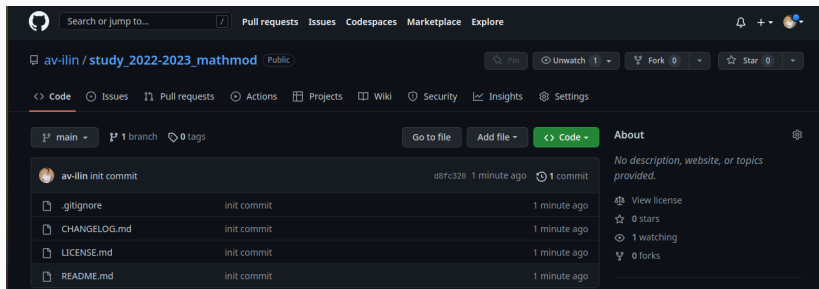 Search or jump to... / Pull requests Issues Codespaces Marketplace Explore
av-ilin / study_2022-2023_mathmod Public
Pin Unwatch 1 Fork 0 Star 0
Code Issues Pull requests Actions Projects Wiki Security Insights Settings
main 1 branch 0 tags Go to file Add file Code
About
No description, website, or topics
provided.
av-ilin init commit d8fc320 1 minute ago 1 commit
.gitignore init commit 1 minute ago
CHANGELOG.md init commit 1 minute ago
LICENSE.md init commit 1 minute ago
README.md init commit 1 minute ago
View license
0 stars
1 watching
0 forks